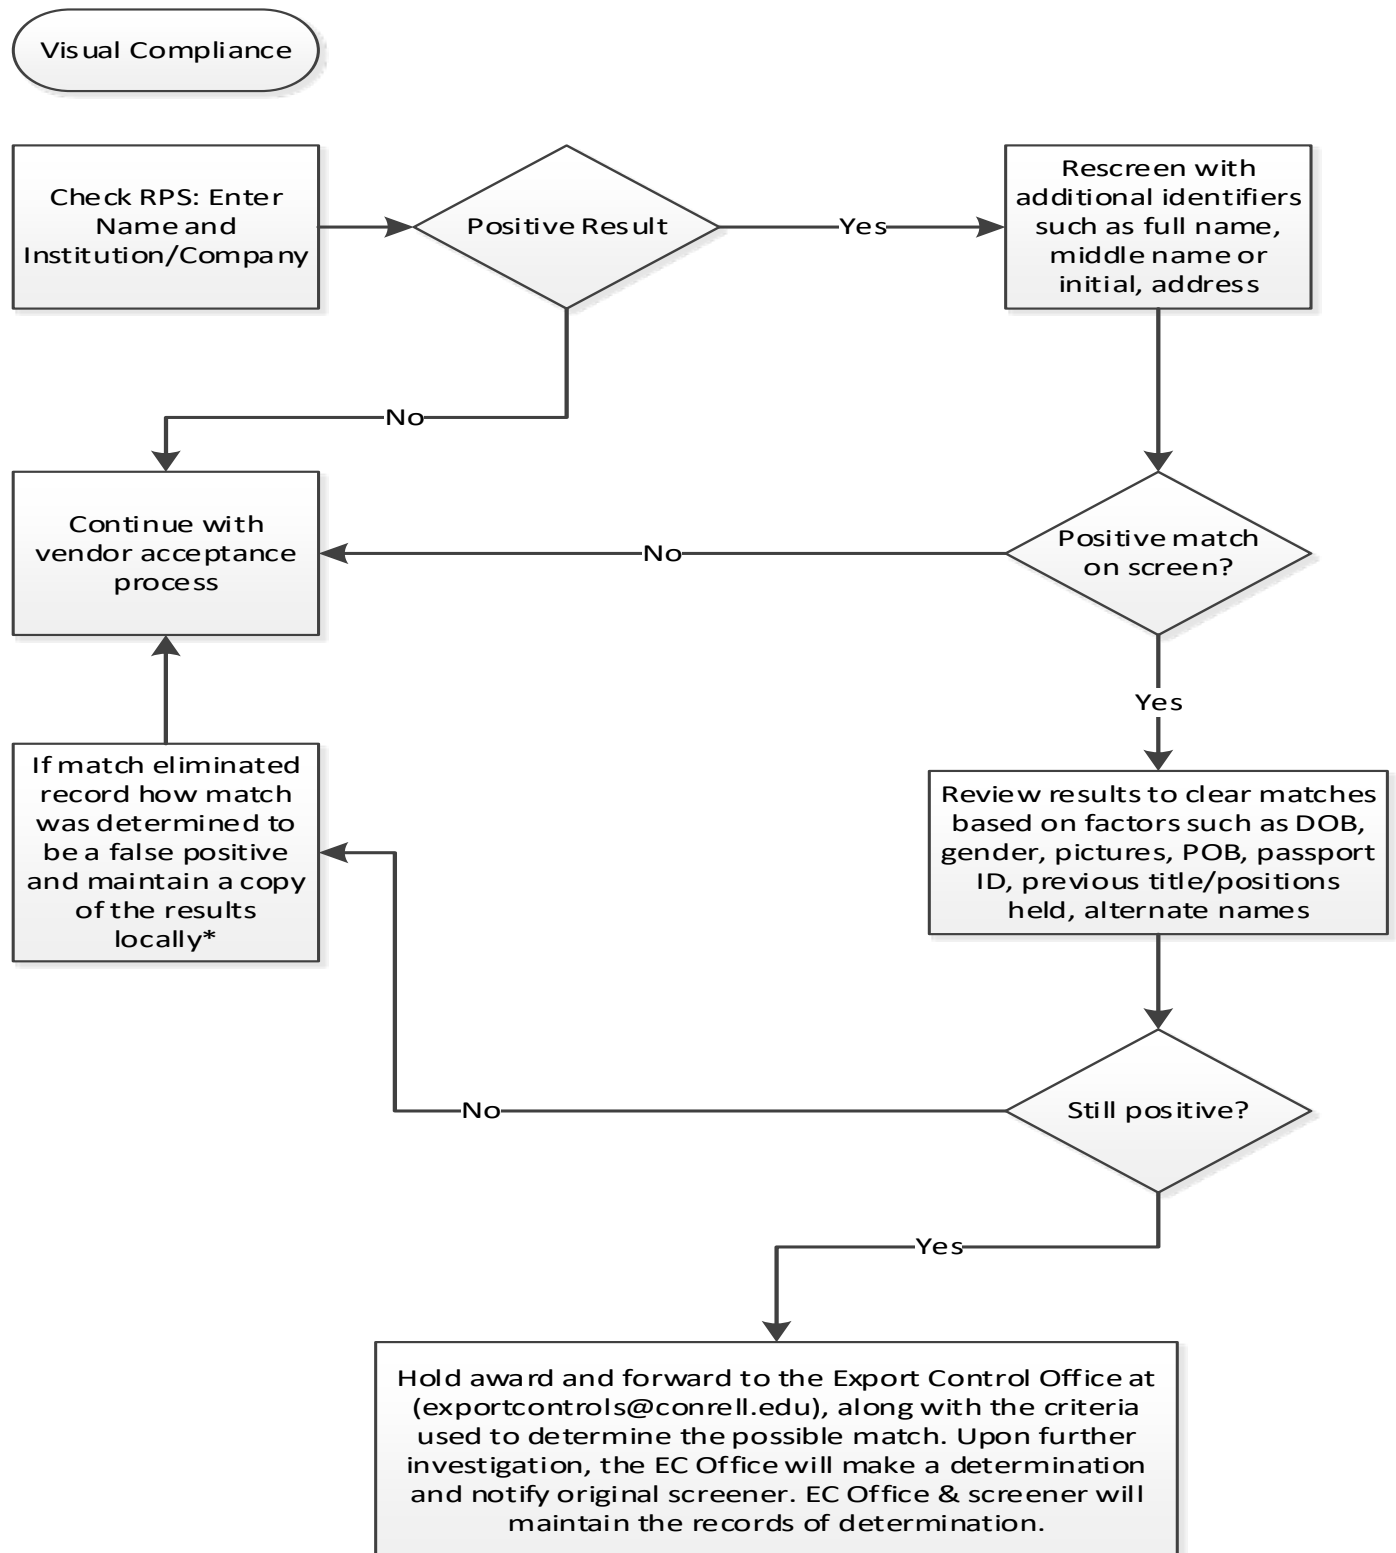 Visual Compliance
Check RPS: Enter
Name and
Institution/Company
Positive Result
Yes
Rescreen with
additional identifiers
such as full name,
middle name or
initial, address
No
Continue with
vendor acceptance
process
No
Positive match
on screen?
Yes
If match eliminated
record how match
was determined to
be a false positive
and maintain a copy
of the results
locally*
Review results to clear matches
based on factors such as DOB,
gender, pictures, POB, passport
ID, previous title/positions
held, alternate names
No
Still positive?
Yes
Hold award and forward to the Export Control Office at
(exportcontrols@conrell.edu), along with the criteria
used to determine the possible match. Upon further
investigation, the EC Office will make a determination
and notify original screener. EC Office & screener will
maintain the records of determination.